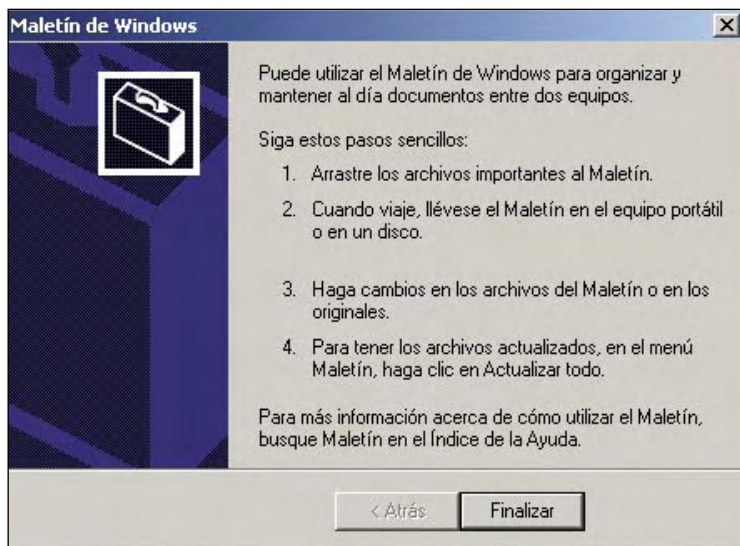 Maletín de Windows
Puede utilizar el Maletín de Windows para organizar y
mantener al día documentos entre dos equipos.
Siga estos pasos sencillos:
1. Arrastre los archivos importantes al Maletín.
2. Cuando viaje, llévese el Maletín en el equipo portátil
o en un disco.
3. Haga cambios en los archivos del Maletín o en los
originales.
4. Para tener los archivos actualizados, en el menú
Maletín, haga clic en Actualizar todo.
Para más información acerca de cómo utilizar el Maletín,
busque Maletín en el Índice de la Ayuda.
< Atrás
Finalizar